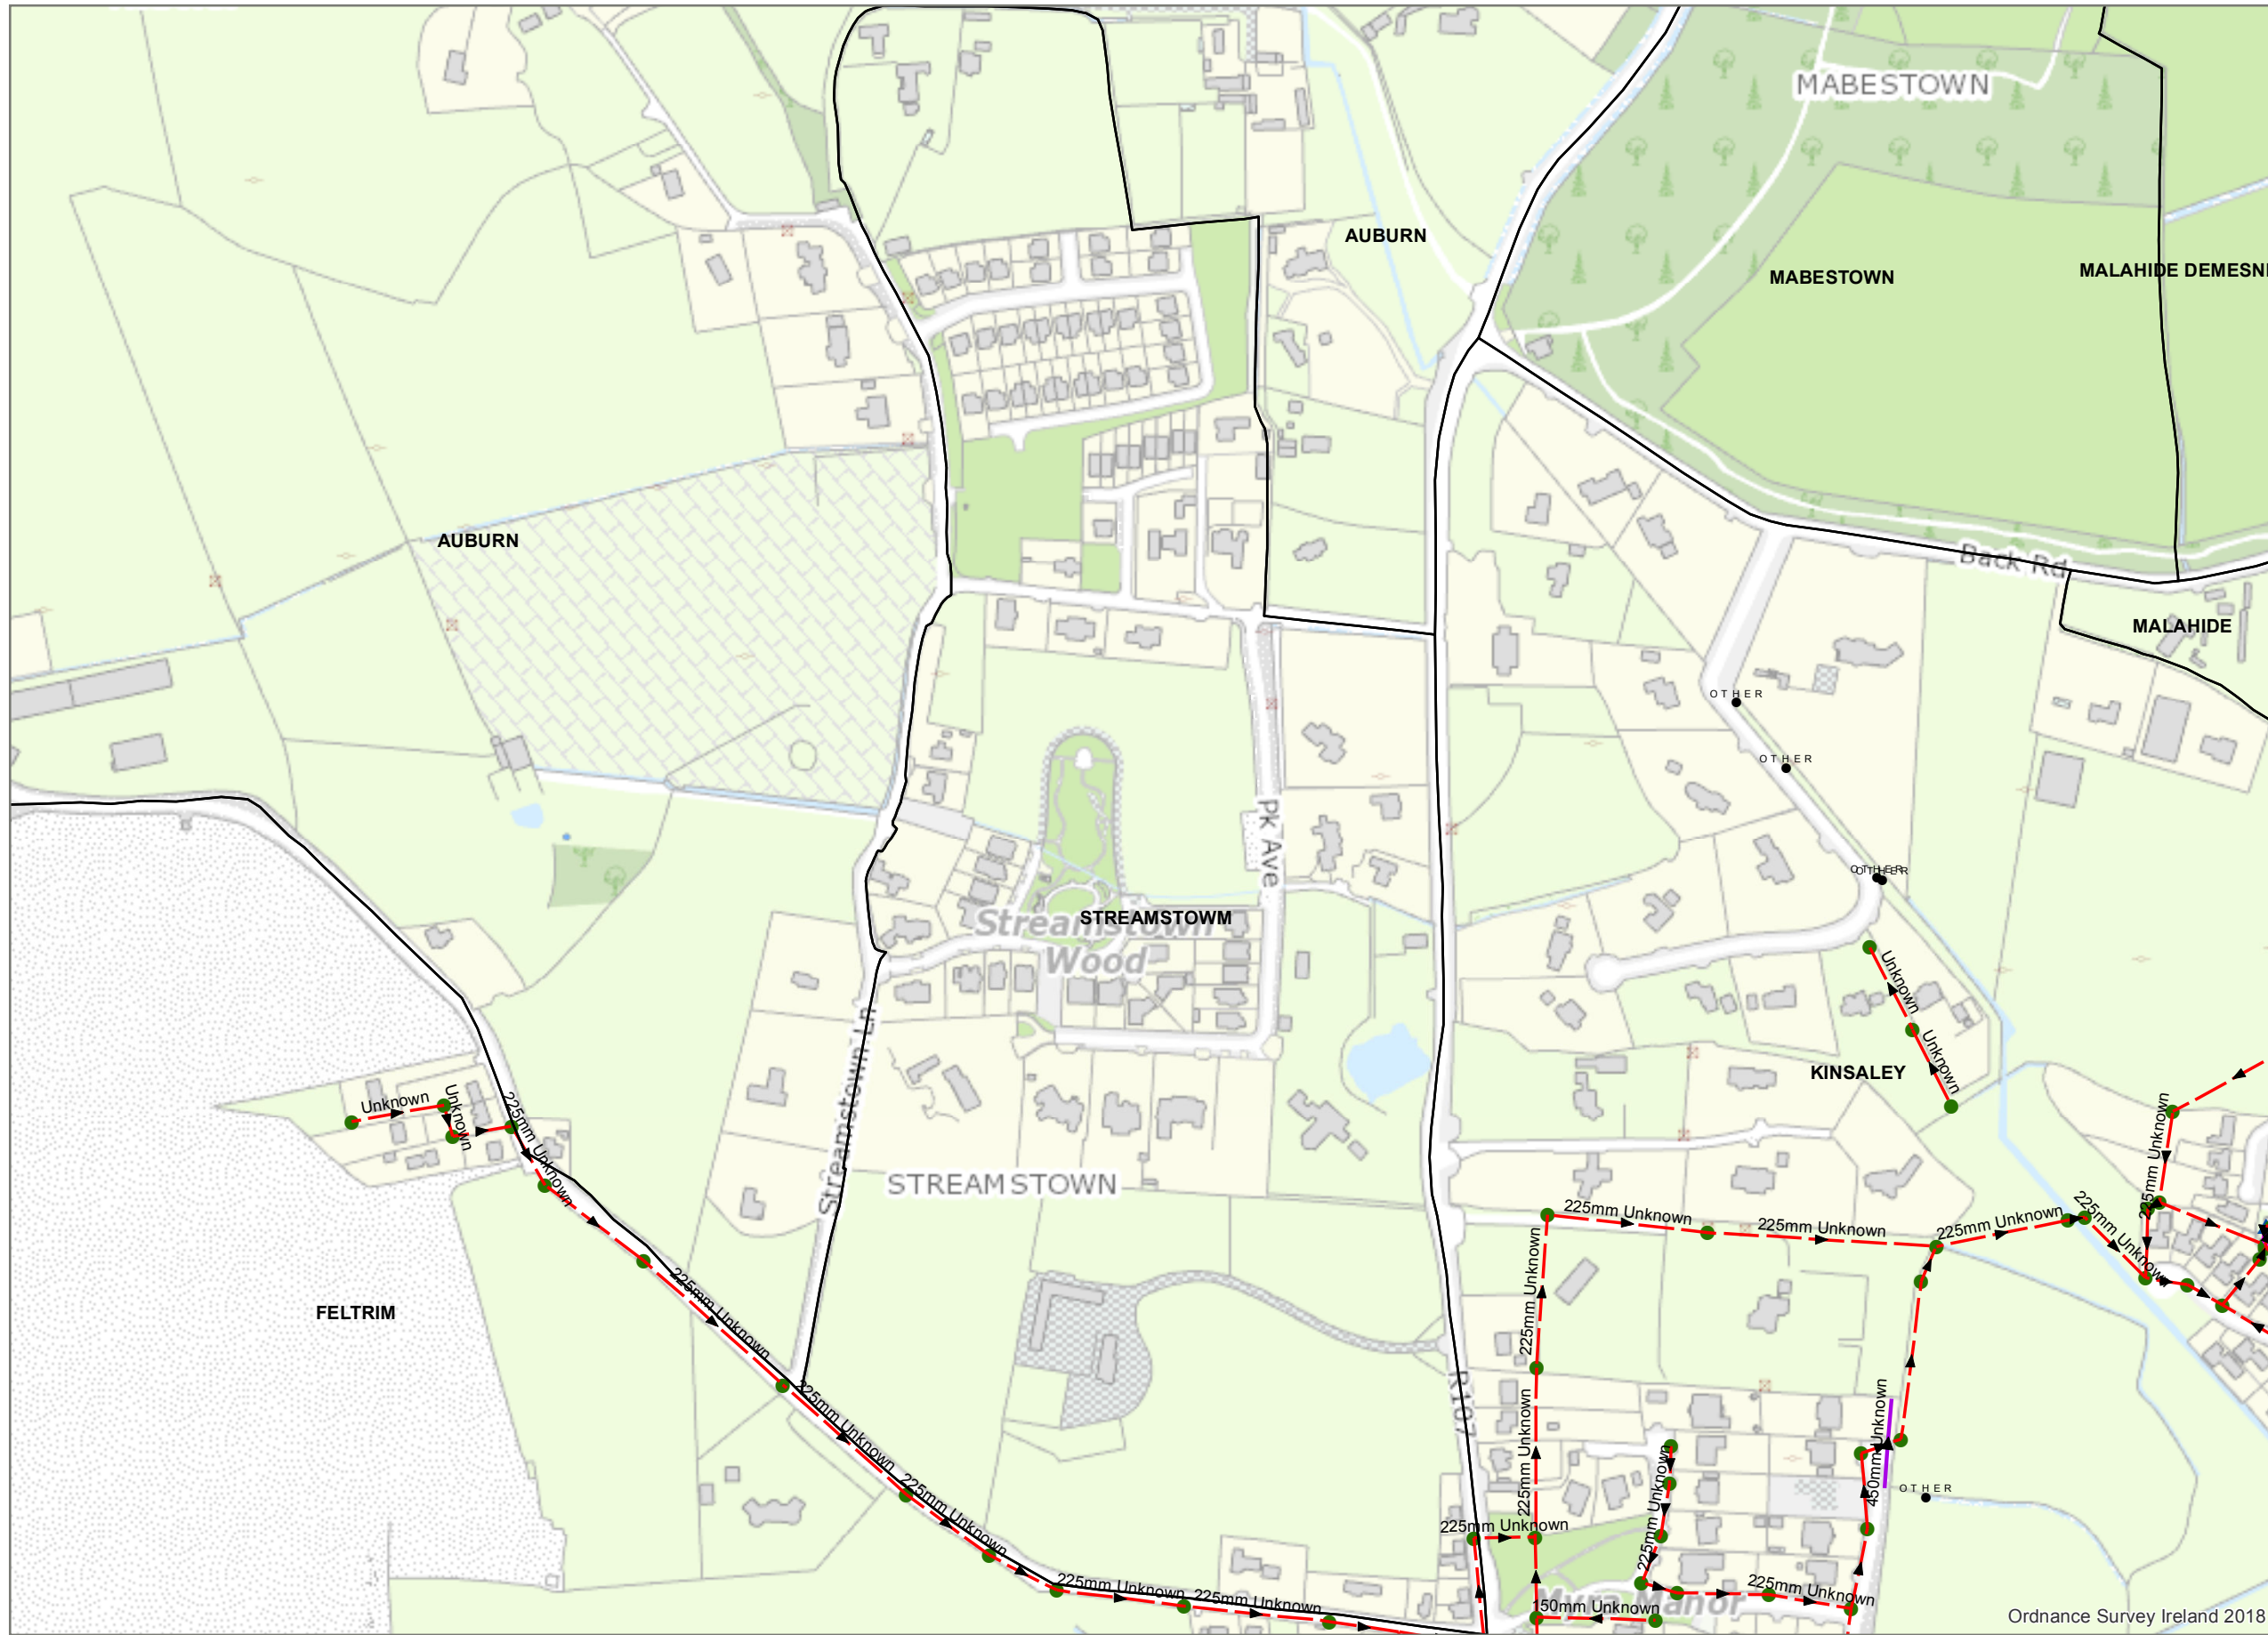 MABESTOWN
AUBURN
MABESTOWN
MALAHIDE DEMESN
AUBURN
Back Rd
MALAHIDE
OTHER
OTHER
PK Ave
OTHER
OTHER
Streamstown
Wood
STREAMSTOWM
Unknown
Unknown
KINSALEY
Streamstown Ln
Unknown
Unknown
225mm Unknown
225mm Unknown
STREAMSTOWN
225mm Unknown
225mm Unknown
225mm Unknown
225mm Unknown
225mm Unknown
FELTRIM
225mm Unknown
225mm Unknown
R107
225mm Unknown
225mm Unknown
450mm Unknown
225mm Unknown
225mm Unknown
OTHER
225mm Unknown
225mm Unknown
225mm Unknown
225mm Unknown
150mm Unknown
Manor
Ordnance Survey Ireland 2018